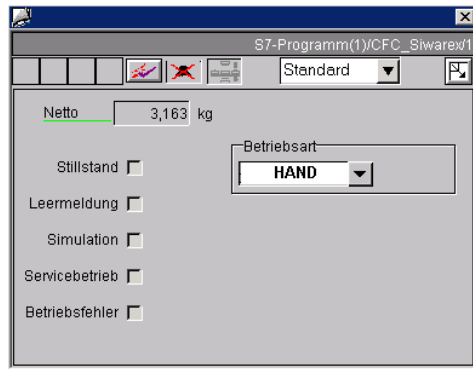 S7-Programm(1)/CFC_Siwarex/1
Standard
Netto 3,163 kg
Betriebsart
HAND
Stillstand
Leermeldung
Simulation
Servicebetrieb
Betriebsfehler